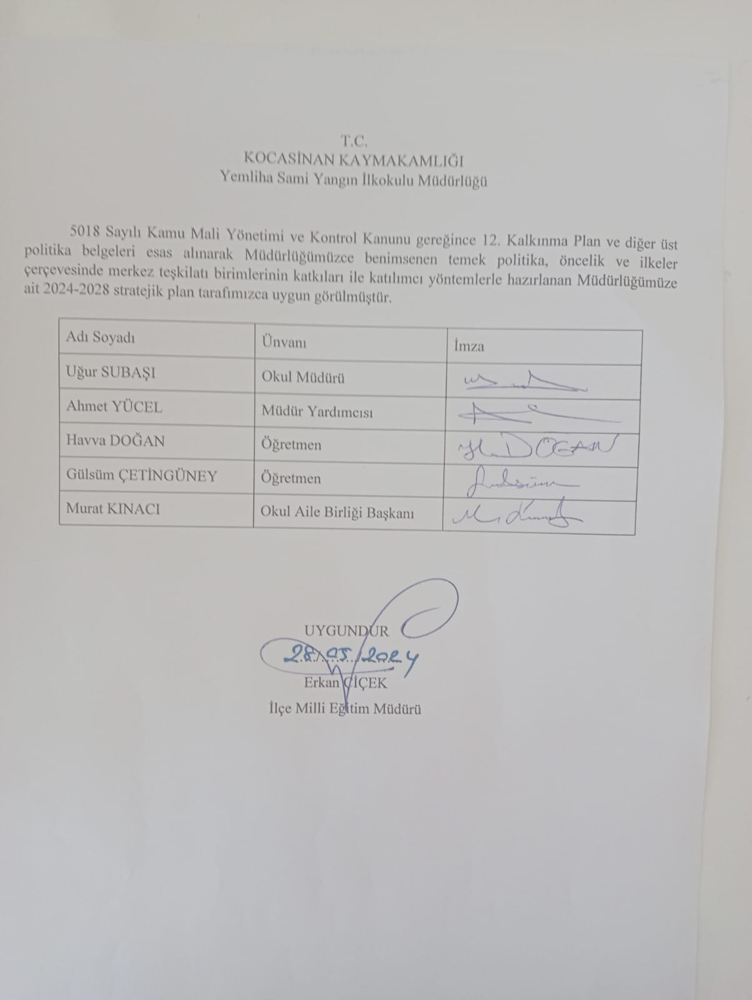 T.C.
KOCASİNAN KAYMAKAMLIĞI
Yemliha Sami Yangın İlkokulu Müdürlüğü
5018 Sayılı Kamu Mali Yönetimi ve Kontrol Kanunu gereğince 12. Kalkınma Plan ve diğer üst
politika belgeleri esas alınarak Müdürlüğümüzce benimsenen temek politika, öncelik ve ilkeler
çerçevesinde merkez teşkilatı birimlerinin katkıları ile katılımcı yöntemlerle hazırlanan Müdürlüğümüze
ait 2024-2028 stratejik plan tarafımızca uygun görülmüştür.
Adı Soyadı Ünvanı İmza
Uğur SUBAŞI Okul Müdürü
Ahmet YÜCEL Müdür Yardımcısı
Havva DOĞAN Öğretmen H. DOĞAN
Gülsüm ÇETİNGÜNEY Öğretmen
Murat KINACI Okul Aile Birliği Başkanı
UYGUNDUR
28/05/2024
Erkan ÇİÇEK
İlçe Milli Eğitim Müdürü